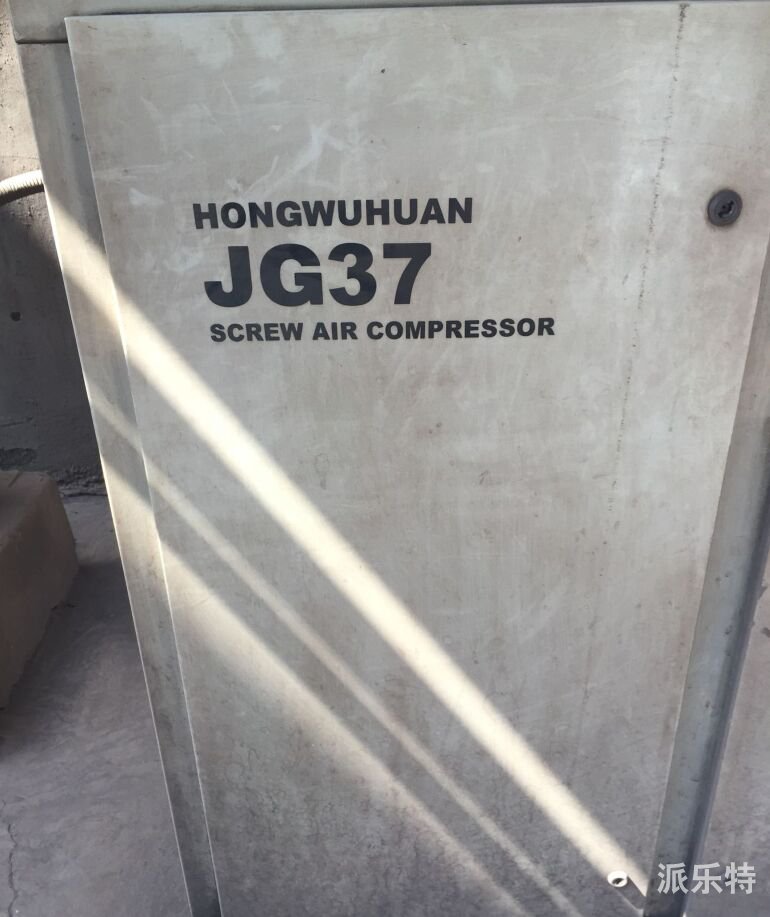 HONGWUHUAN
JG37
SCREW AIR COMPRESSOR
派乐特